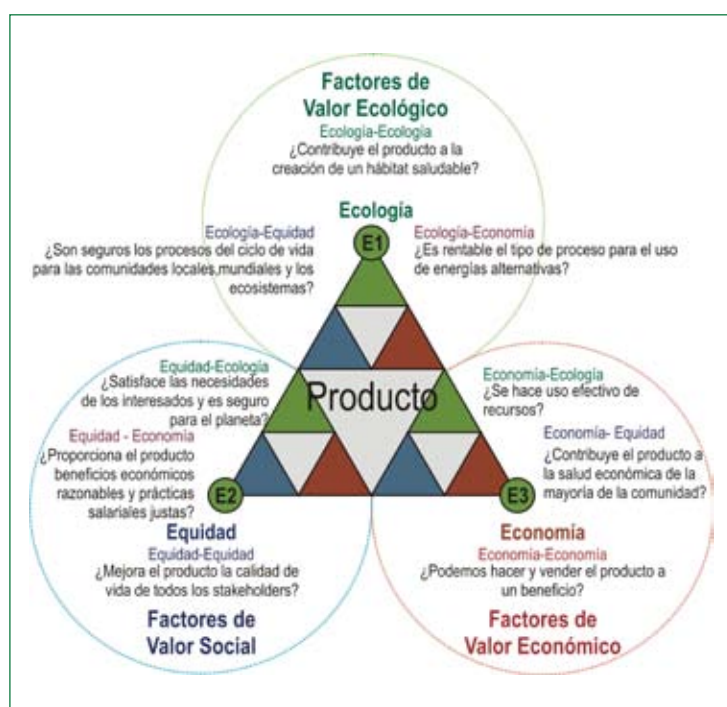 Factores de
Valor Ecológico
Ecología-Ecología
¿Contribuye el producto a la
creación de un hábitat saludable?
Ecología
E1
Ecología-Equidad
¿Son seguros los procesos del ciclo de vida
para las comunidades locales,mundiales y los
ecosistemas?
Ecología-Economía
¿Es rentable el tipo de proceso para el uso
de energías alternativas?
Equidad-Ecología
¿Satisface las necesidades
de los interesados y es seguro
para el planeta?
Equidad - Economía
¿Proporciona el producto
beneficios económicos
razonables y prácticas
salariales justas?
Producto
Economía-Ecología
¿Se hace uso efectivo de
recursos?
Economía- Equidad
¿Contribuye el producto a
la salud económica de la
mayoría de la comunidad?
E2
E3
Equidad
Equidad-Equidad
¿Mejora el producto la calidad de
vida de todos los stakeholders?
Factores de
Valor Social
Economía
Economía-Economía
¿Podemos hacer y vender el producto a
un beneficio?
Factores de
Valor Económico